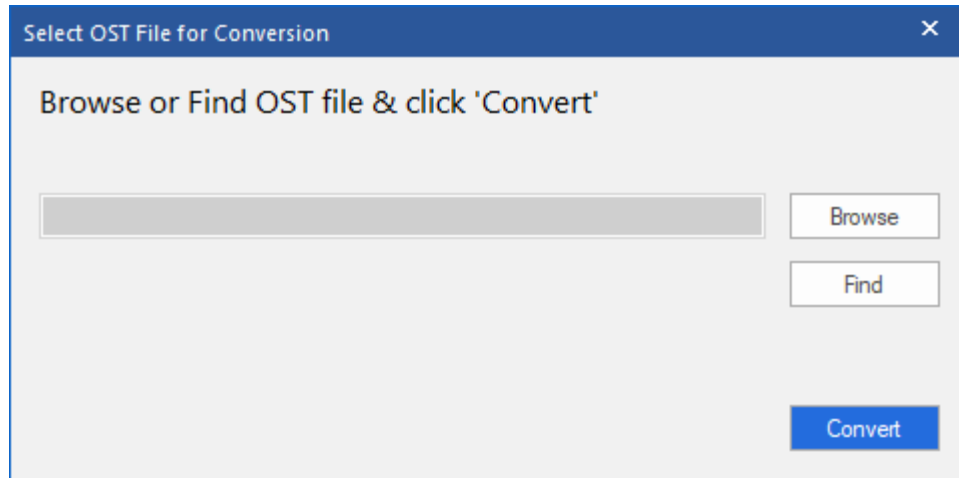 Select OST File for Conversion
Browse or Find OST file & click 'Convert'
Browse
Find
Convert